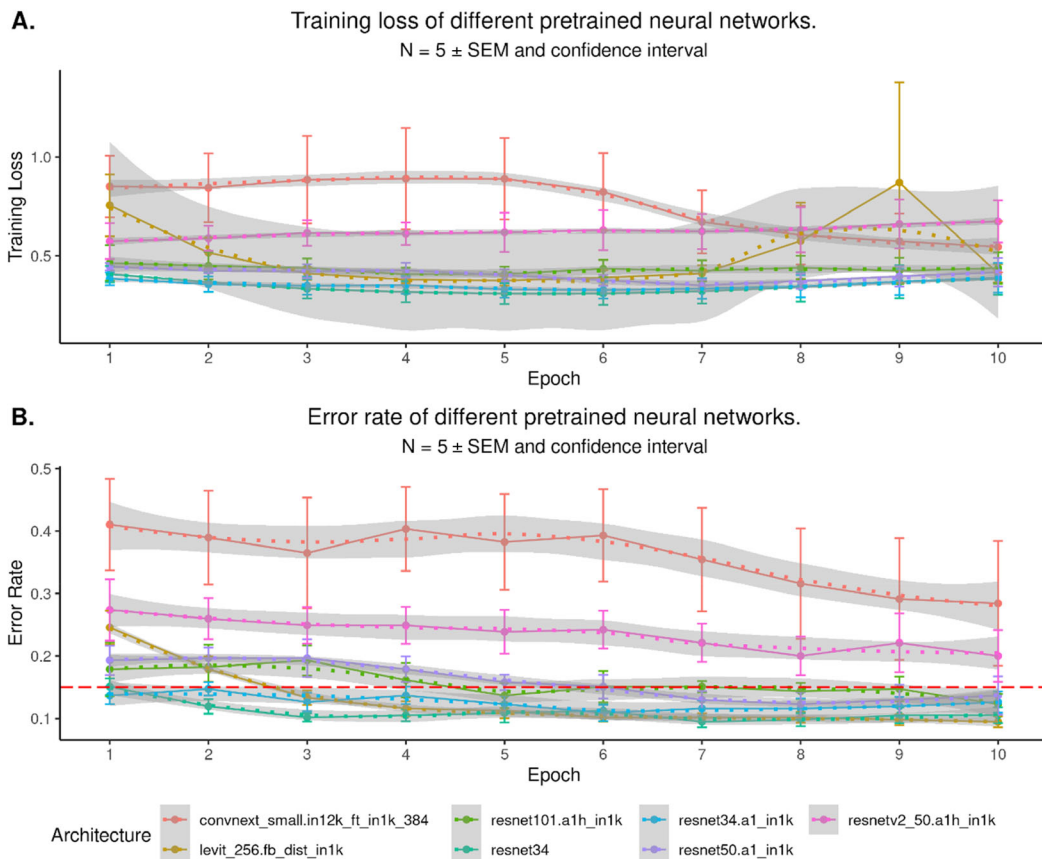 A.
Training loss of different pretrained neural networks.
N = 5 ± SEM and confidence interval
Training Loss
1.0
0.5
1 2 3 4 5 6 7 8 9 10
Epoch
B.
Error rate of different pretrained neural networks.
N = 5 ± SEM and confidence interval
Error Rate
0.5
0.4
0.3
0.2
0.1
1 2 3 4 5 6 7 8 9 10
Epoch
Architecture
convnext_small.in12k_ft_in1k_384 resnet101.a1h_in1k resnet34.a1_in1k resnetv2_50.a1h_in1k
levit_256.fb_dist_in1k resnet34 resnet50.a1_in1k